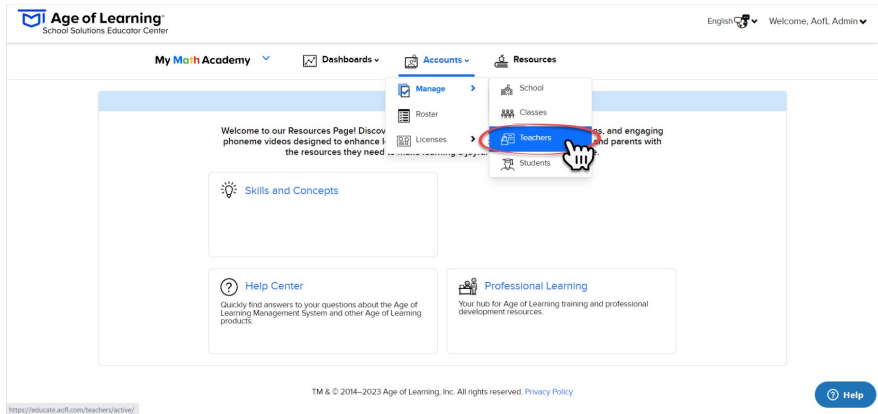 Age of Learning®
School Solutions Educator Center
English
Welcome, AofL Admin
My Math Academy
Dashboards
Accounts
Resources
Manage
School
Roster
Classes
Licenses
Teachers
Students
Welcome to our Resources Page! Discov
s, and engaging
phoneme videos designed to enhance l
nd parents with
the resources they need to make learning
Skills and Concepts
Help Center
Quickly find answers to your questions about the Age of
Learning Management System and other Age of Learning
products.
Professional Learning
Your hub for Age of Learning training and professional
development resources.
TM & © 2014–2023 Age of Learning, Inc. All rights reserved. Privacy Policy
Help
https://educate.aofl.com/teachers/active/